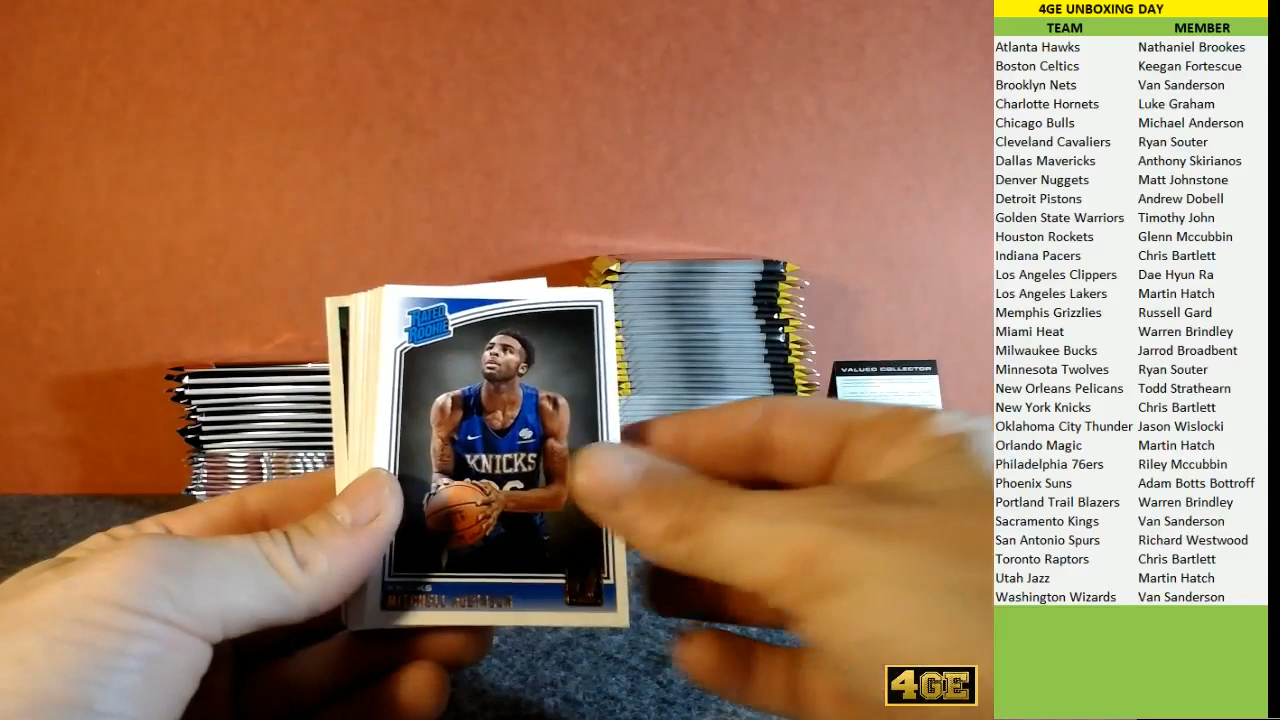 4GE UNBOXING DAY
TEAM MEMBER
Atlanta Hawks Nathaniel Brookes
Boston Celtics Keegan Fortescue
Brooklyn Nets Van Sanderson
Charlotte Hornets Luke Graham
Chicago Bulls Michael Anderson
Cleveland Cavaliers Ryan Souter
Dallas Mavericks Anthony Skirianos
Denver Nuggets Matt Johnstone
Detroit Pistons Andrew Dobell
Golden State Warriors Timothy John
Houston Rockets Glenn Mccubbin
Indiana Pacers Chris Bartlett
Los Angeles Clippers Dae Hyun Ra
Los Angeles Lakers Martin Hatch
Memphis Grizzlies Russell Gard
Miami Heat Warren Brindley
Milwaukee Bucks Jarrod Broadbent
Minnesota Twolves Ryan Souter
New Orleans Pelicans Todd Strathearn
New York Knicks Chris Bartlett
Oklahoma City Thunder Jason Wislocki
Orlando Magic Martin Hatch
Philadelphia 76ers Riley Mccubbin
Phoenix Suns Adam Botts Bottroff
Portland Trail Blazers Warren Brindley
Sacramento Kings Van Sanderson
San Antonio Spurs Richard Westwood
Toronto Raptors Chris Bartlett
Utah Jazz Martin Hatch
Washington Wizards Van Sanderson
RATED
ROOKIE
KNICKS
KNICKS
MITCHELL ROBINSON
VALUED COLLECTOR
4GE